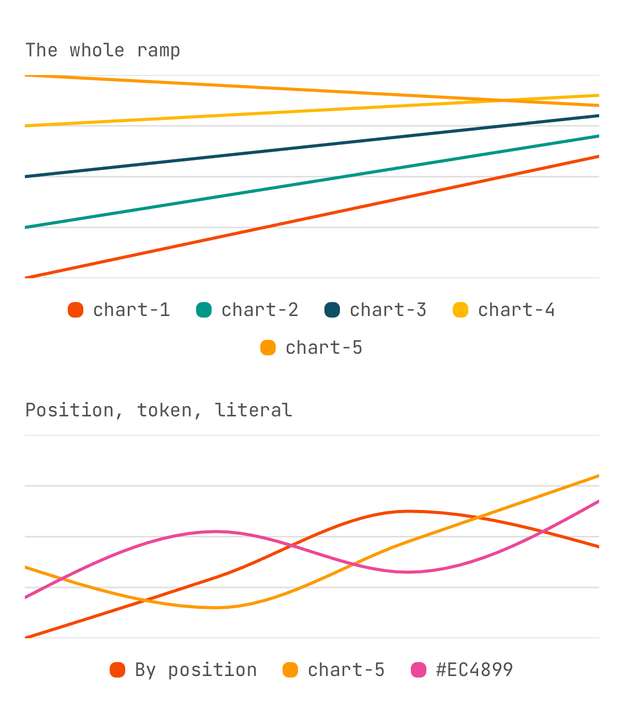 The whole ramp
chart-1 chart-2 chart-3 chart-4
chart-5
Position, token, literal
By position chart-5 #EC4899